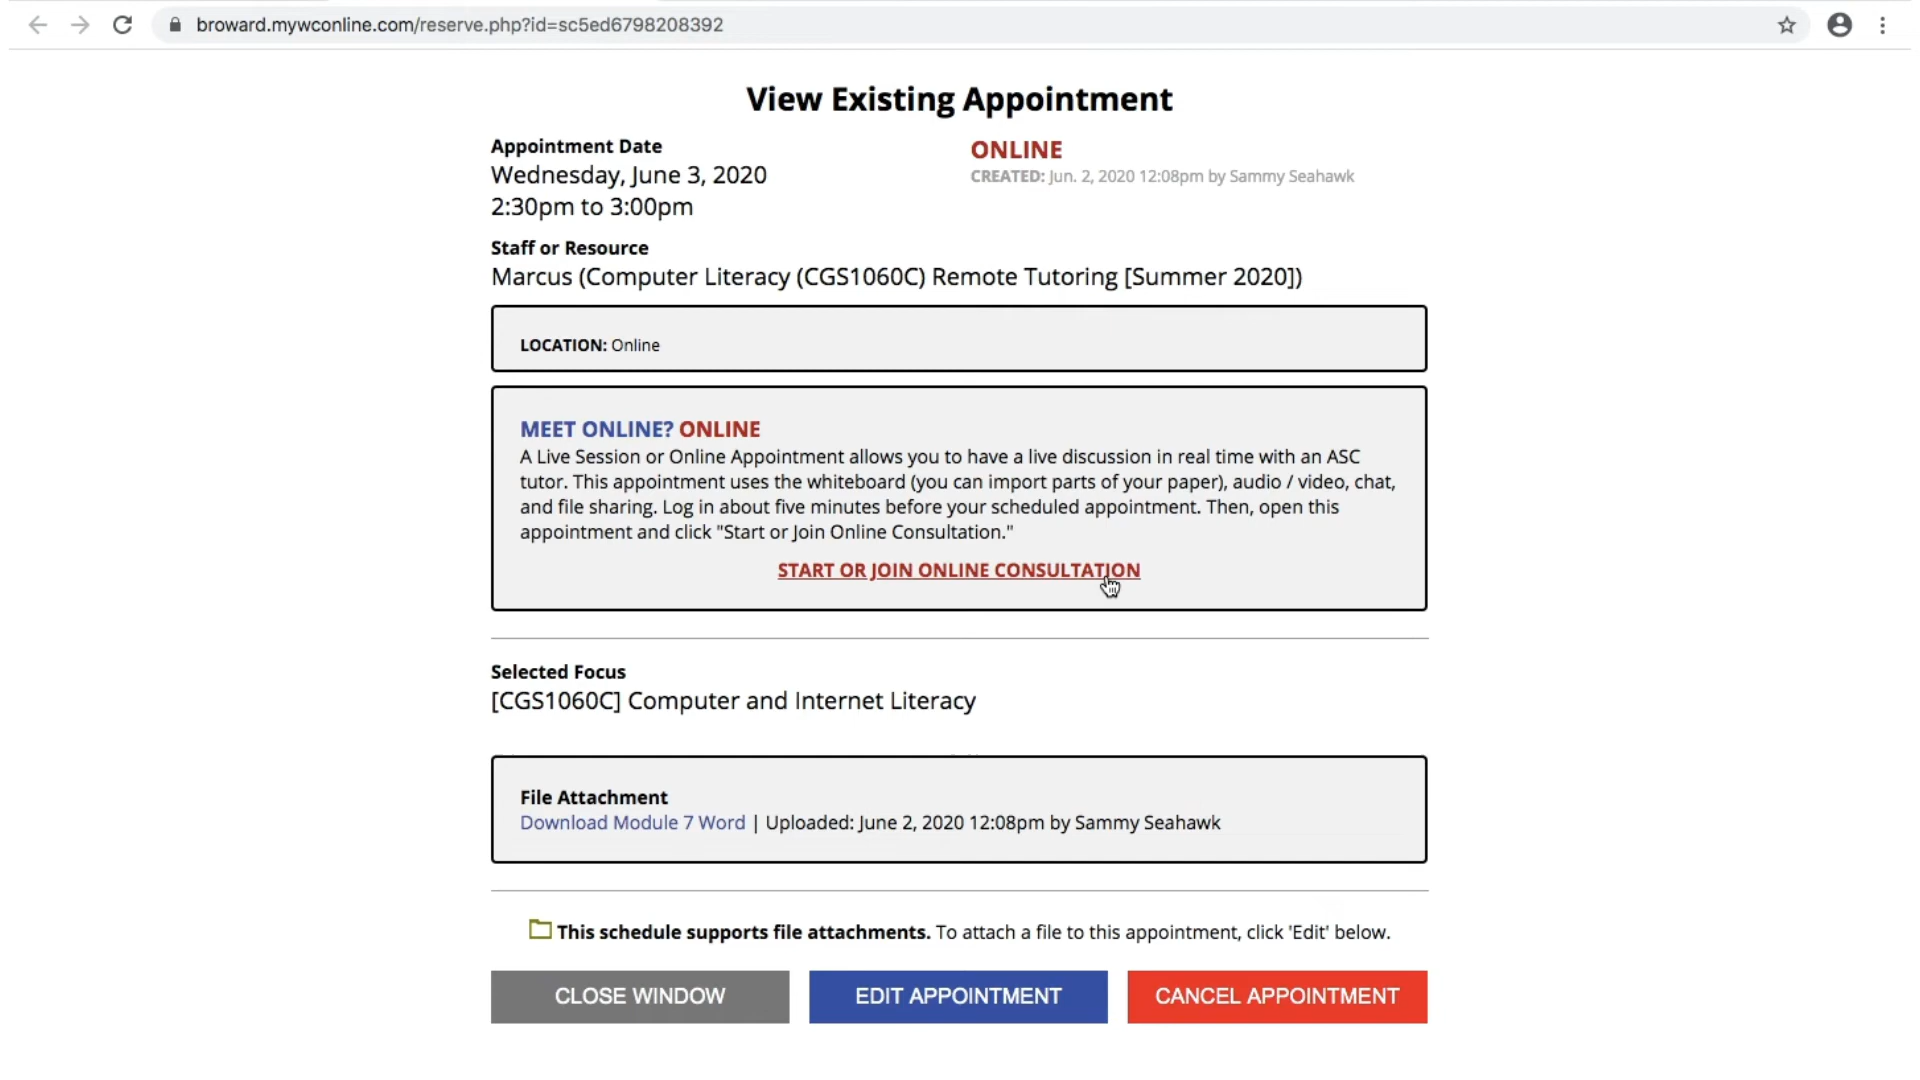 broward.mywconline.com/reserve.php?id=sc5ed6798208392
View Existing Appointment
Appointment Date
Wednesday, June 3, 2020
2:30pm to 3:00pm
ONLINE
CREATED: Jun. 2, 2020 12:08pm by Sammy Seahawk
Staff or Resource
Marcus (Computer Literacy (CGS1060C) Remote Tutoring [Summer 2020])
LOCATION: Online
MEET ONLINE? ONLINE
A Live Session or Online Appointment allows you to have a live discussion in real time with an ASC
tutor. This appointment uses the whiteboard (you can import parts of your paper), audio / video, chat,
and file sharing. Log in about five minutes before your scheduled appointment. Then, open this
appointment and click "Start or Join Online Consultation."
START OR JOIN ONLINE CONSULTATION
Selected Focus
[CGS1060C] Computer and Internet Literacy
File Attachment
Download Module 7 Word | Uploaded: June 2, 2020 12:08pm by Sammy Seahawk
This schedule supports file attachments. To attach a file to this appointment, click 'Edit' below.
CLOSE WINDOW
EDIT APPOINTMENT
CANCEL APPOINTMENT